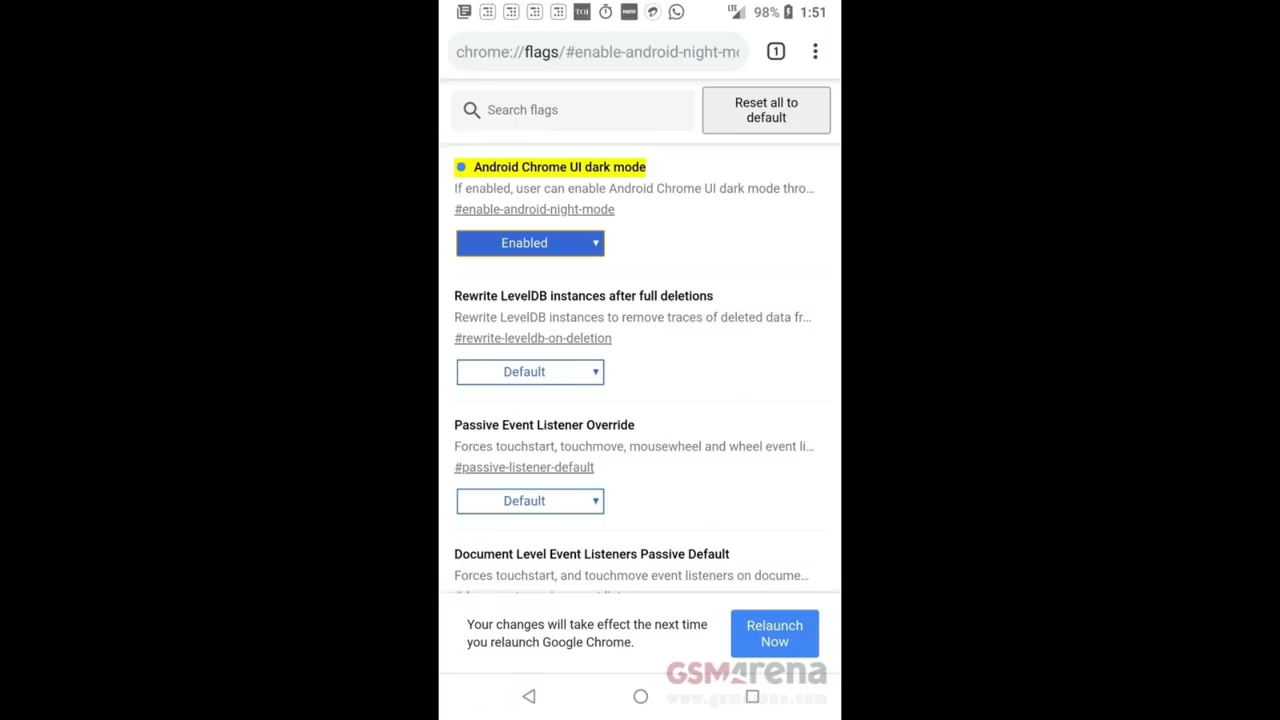 TOI
LTE
98%
1:51
chrome://flags/#enable-android-night-mo
1
Search flags
Reset all to
default
Android Chrome UI dark mode
If enabled, user can enable Android Chrome UI dark mode thro…
#enable-android-night-mode
Enabled
Rewrite LevelDB instances after full deletions
Rewrite LevelDB instances to remove traces of deleted data fr…
#rewrite-leveldb-on-deletion
Default
Passive Event Listener Override
Forces touchstart, touchmove, mousewheel and wheel event li…
#passive-listener-default
Default
Document Level Event Listeners Passive Default
Forces touchstart, and touchmove event listeners on docume…
Your changes will take effect the next time
you relaunch Google Chrome.
Relaunch
Now
GSMArena
www.gsmarena.com